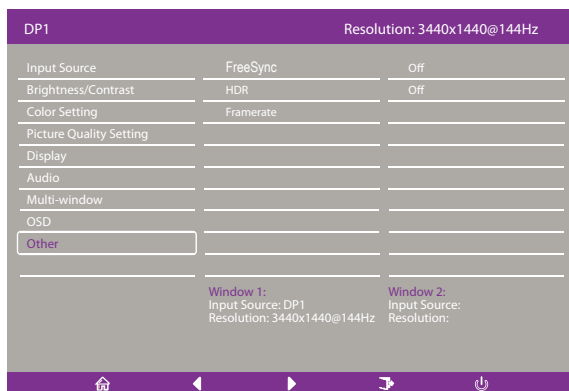 DP1 Resolution: 3440x1440@144Hz
Input Source FreeSync Off
Brightness/Contrast HDR Off
Color Setting Framerate
Picture Quality Setting
Display
Audio
Multi-window
OSD
Other
Window 1: Window 2:
Input Source: DP1 Input Source:
Resolution: 3440x1440@144Hz Resolution: